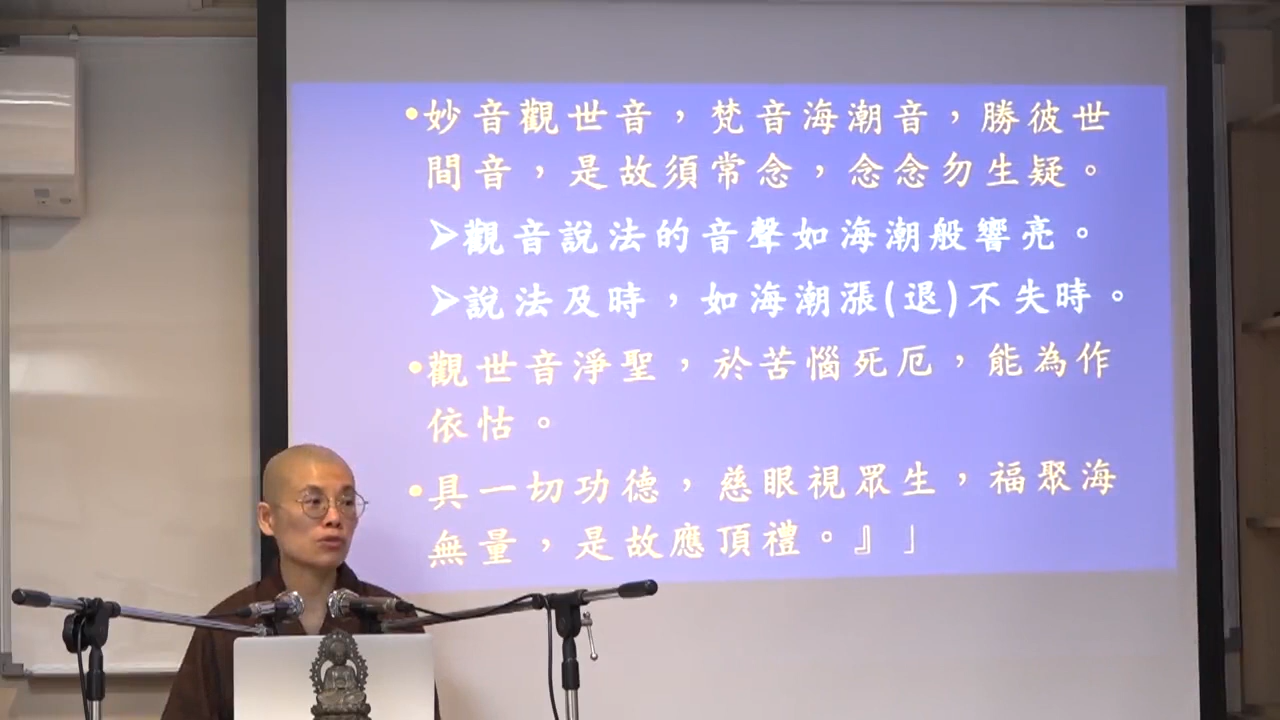 •妙音觀世音，梵音海潮音，勝彼世
間音，是故須常念，念念勿生疑。
➢觀音說法的音聲如海潮般響亮。
➢說法及時，如海潮漲(退)不失時。
•觀世音淨聖，於苦惱死厄，能為作
依怙。
•具一切功德，慈眼視眾生，福聚海
無量，是故應頂禮。』」